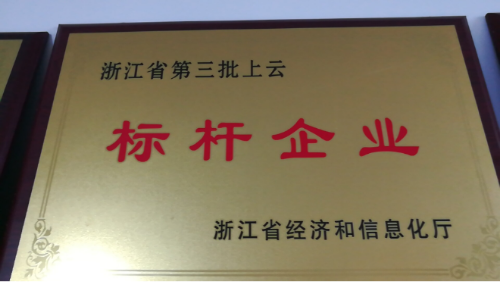 浙江省第三批上云
标杆企业
浙江省经济和信息化厅